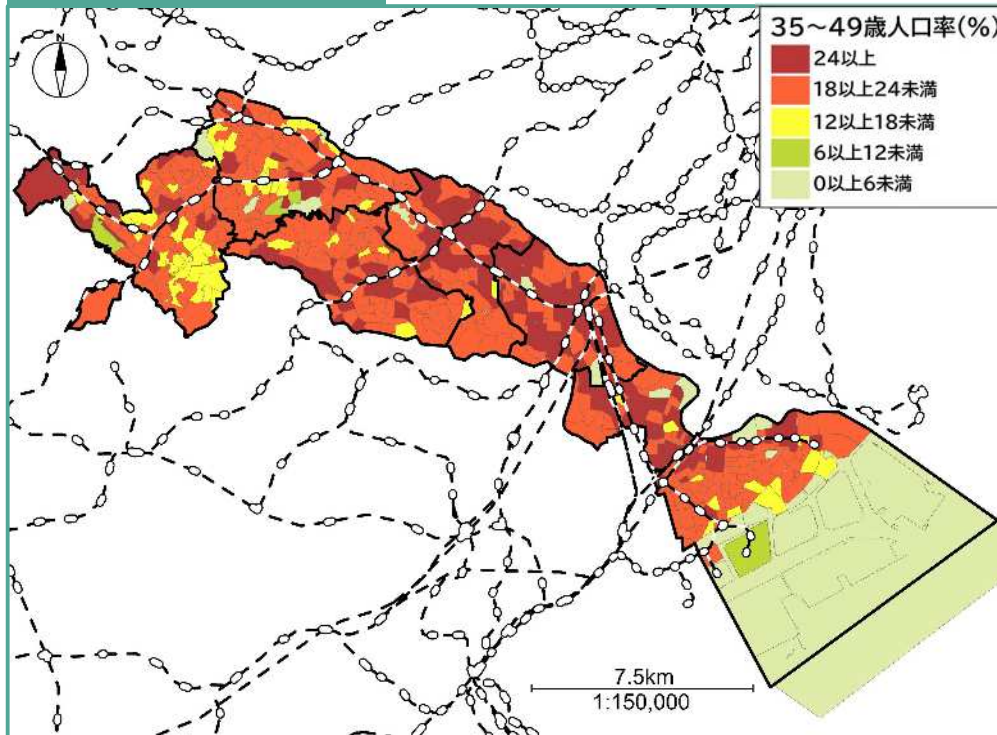 N
35～49歳人口率(%)
24以上
18以上24未満
12以上18未満
6以上12未満
0以上6未満
7.5km
1:150,000